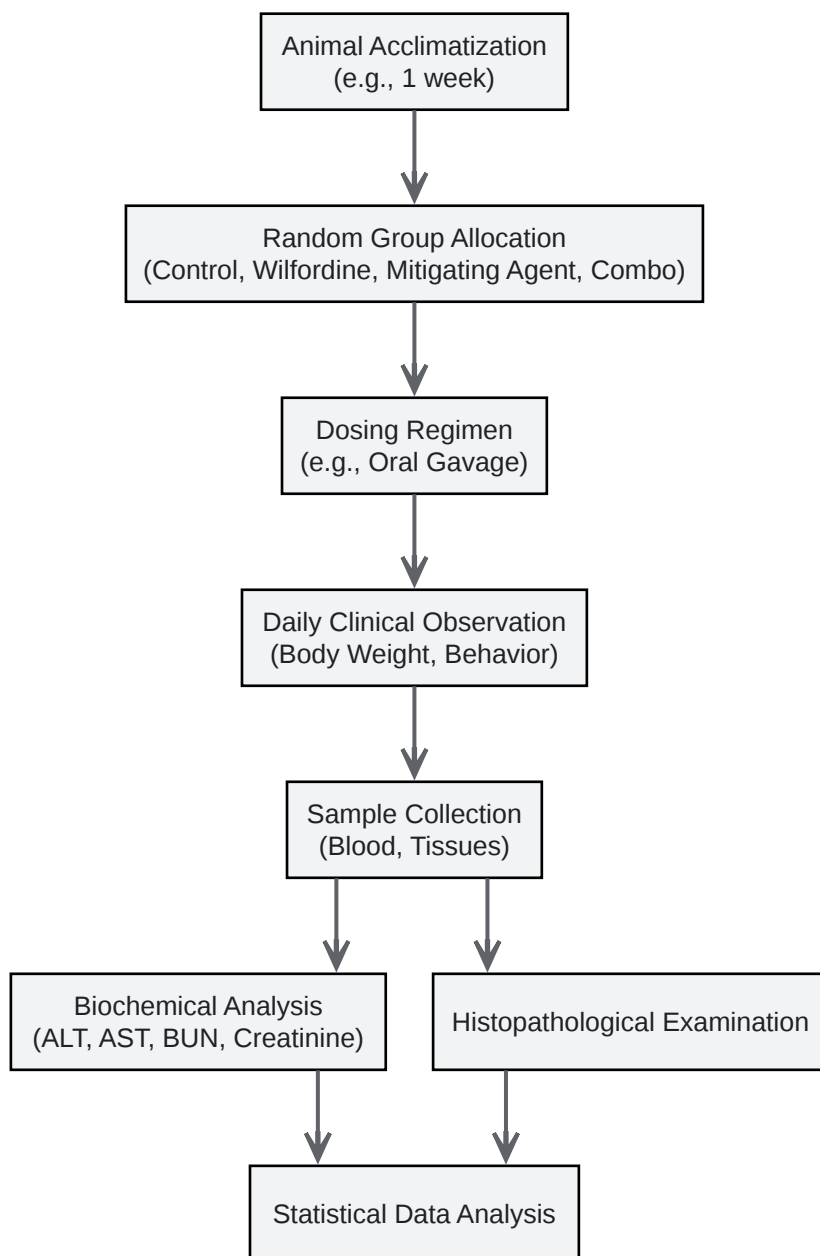 Animal Acclimatization
(e.g., 1 week)
Random Group Allocation
(Control, Wilfordine, Mitigating Agent, Combo)
Dosing Regimen
(e.g., Oral Gavage)
Daily Clinical Observation
(Body Weight, Behavior)
Sample Collection
(Blood, Tissues)
Biochemical Analysis
(ALT, AST, BUN, Creatinine)
Histopathological Examination
Statistical Data Analysis